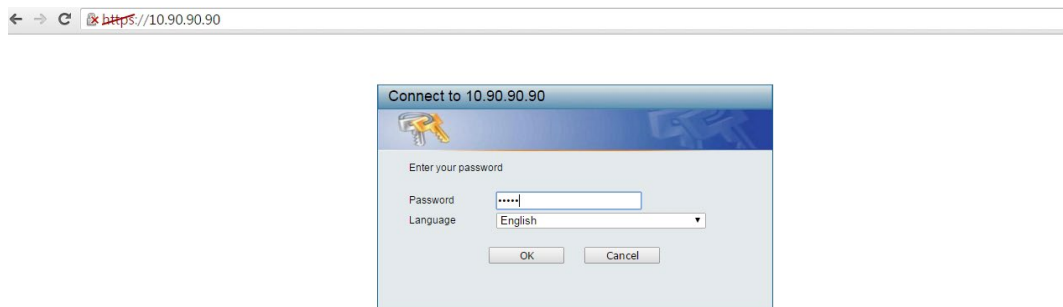 https://10.90.90.90
Connect to 10.90.90.90
Enter your password
Password •••••
Language English
OK Cancel